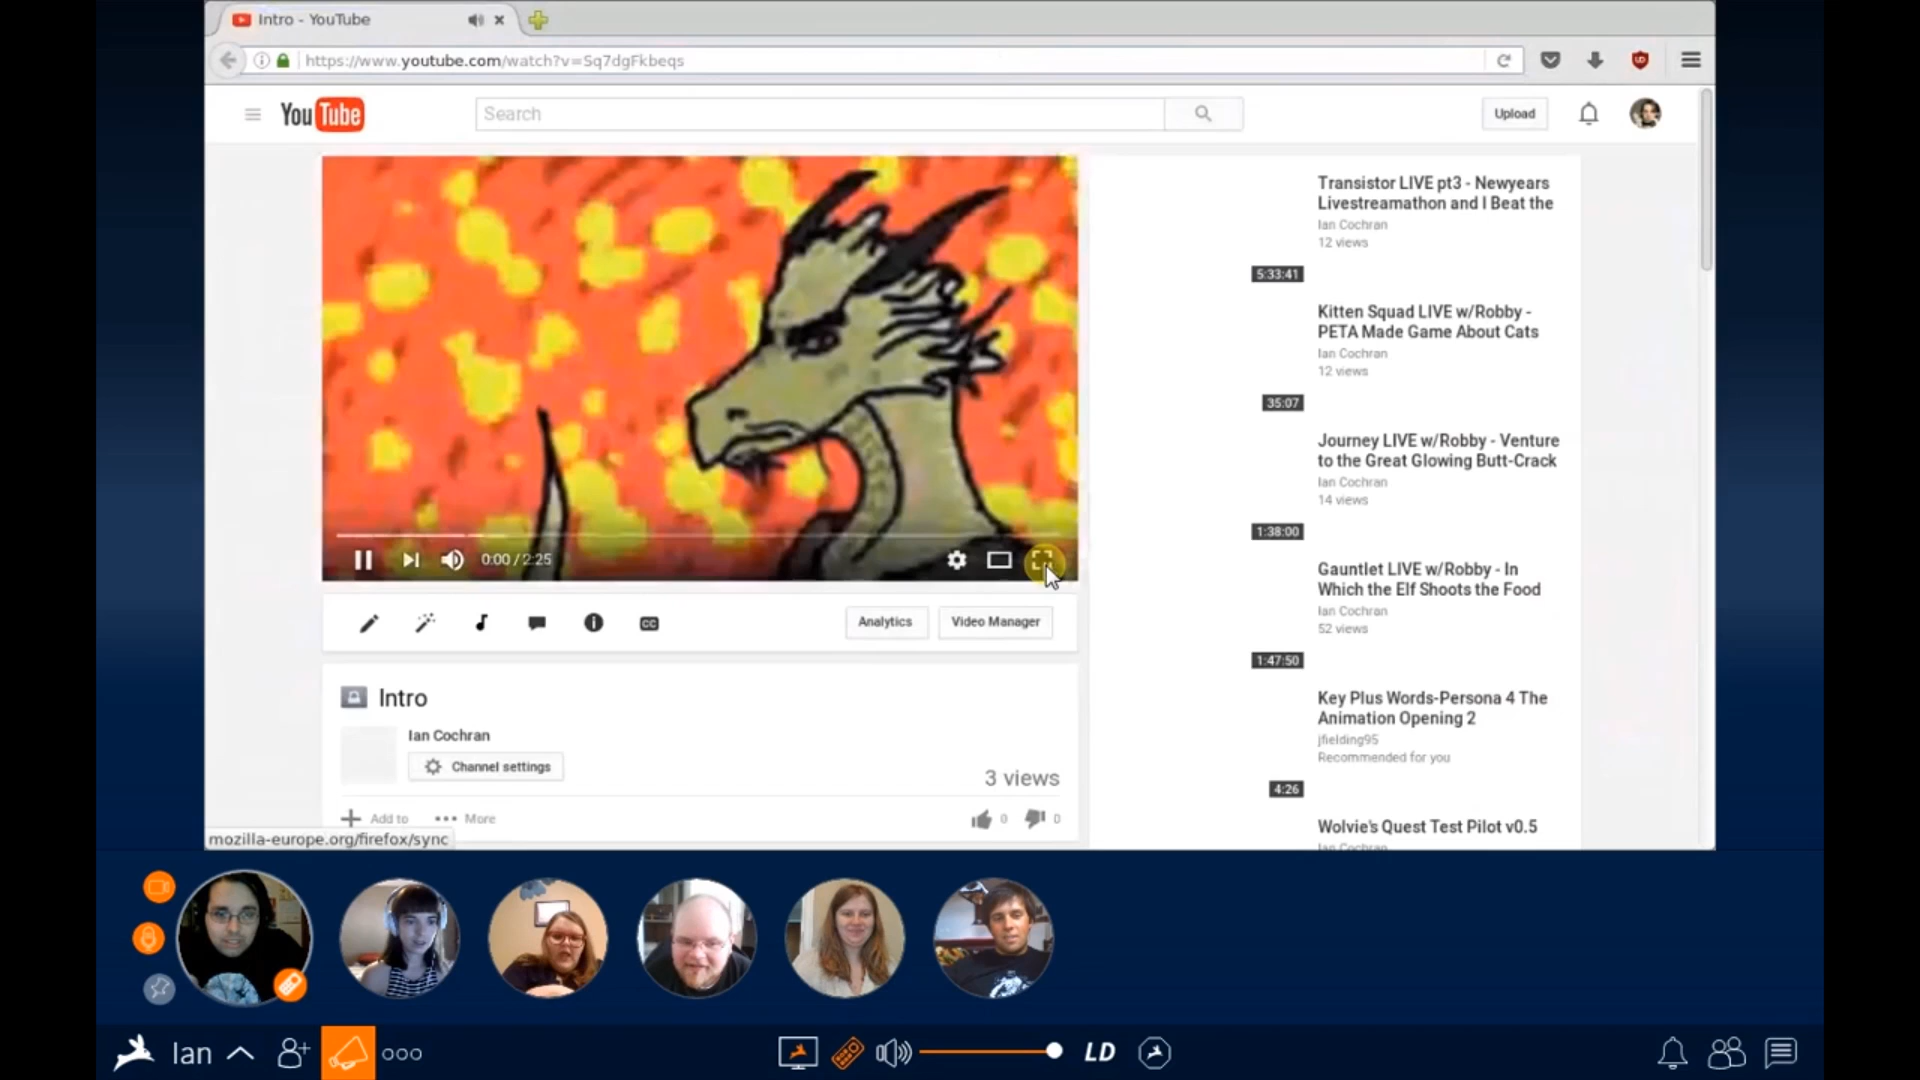 Intro - YouTube
https://www.youtube.com/watch?v=Sq7dgFkbeqs
YouTube
Search
Upload
0:00 / 2:25
Analytics
Video Manager
Intro
Ian Cochran
Channel settings
3 views
Add to
More
0
0
mozilla-europe.org/firefox/sync
Transistor LIVE pt3 - Newyears
Livestreamathon and I Beat the
Ian Cochran
12 views
5:33:41
Kitten Squad LIVE w/Robby -
PETA Made Game About Cats
Ian Cochran
12 views
35:07
Journey LIVE w/Robby - Venture
to the Great Glowing Butt-Crack
Ian Cochran
14 views
1:38:00
Gauntlet LIVE w/Robby - In
Which the Elf Shoots the Food
Ian Cochran
52 views
1:47:50
Key Plus Words-Persona 4 The
Animation Opening 2
jfielding95
Recommended for you
4:26
Wolvie's Quest Test Pilot v0.5
Ian Cochran
Ian
LD